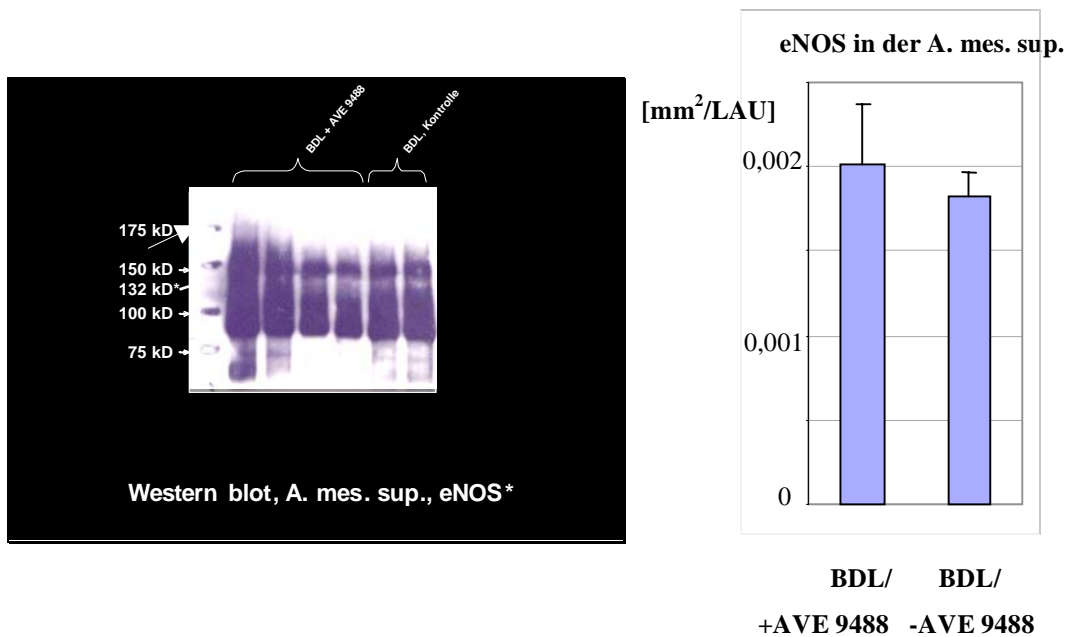 BDL + AVE 9488
BDL, Kontrolle
175 kD
150 kD
132 kD*
100 kD
75 kD
Western blot, A. mes. sup., eNOS*
eNOS in der A. mes. sup.
[mm²/LAU]
0,002
0,001
0
BDL/ BDL/
+AVE 9488 -AVE 9488